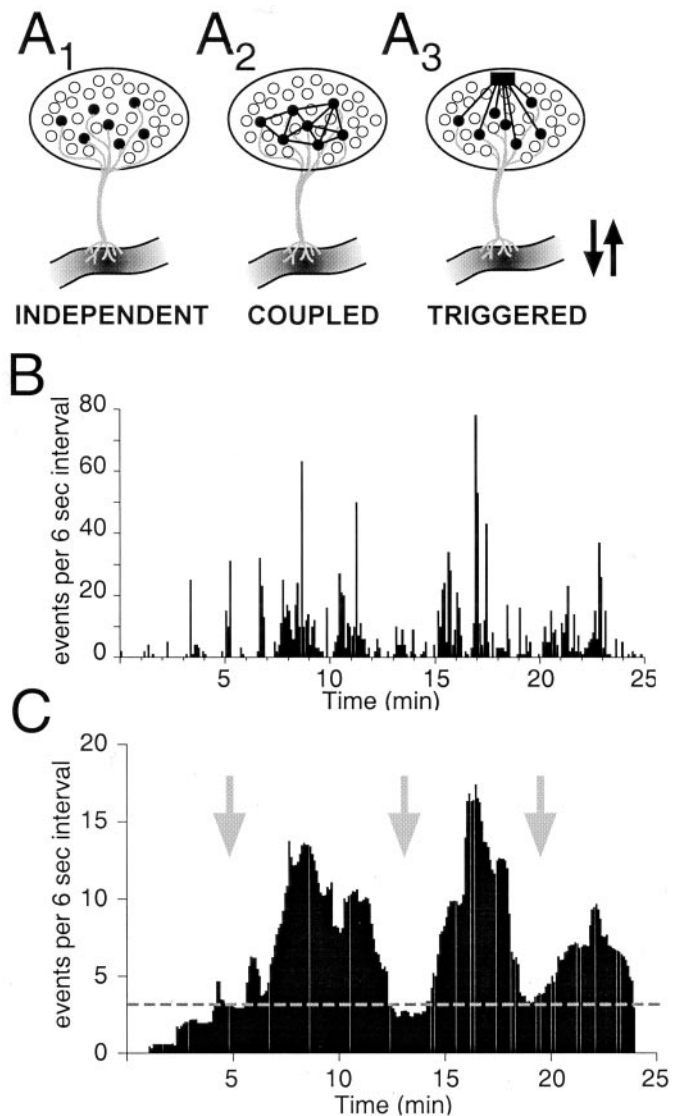 A1 A2 A3
INDEPENDENT COUPLED TRIGGERED
B
events per 6 sec interval
80
60
40
20
0
5 10 15 20 25
Time (min)
C
events per 6 sec interval
20
15
10
5
0
5 10 15 20 25
Time (min)